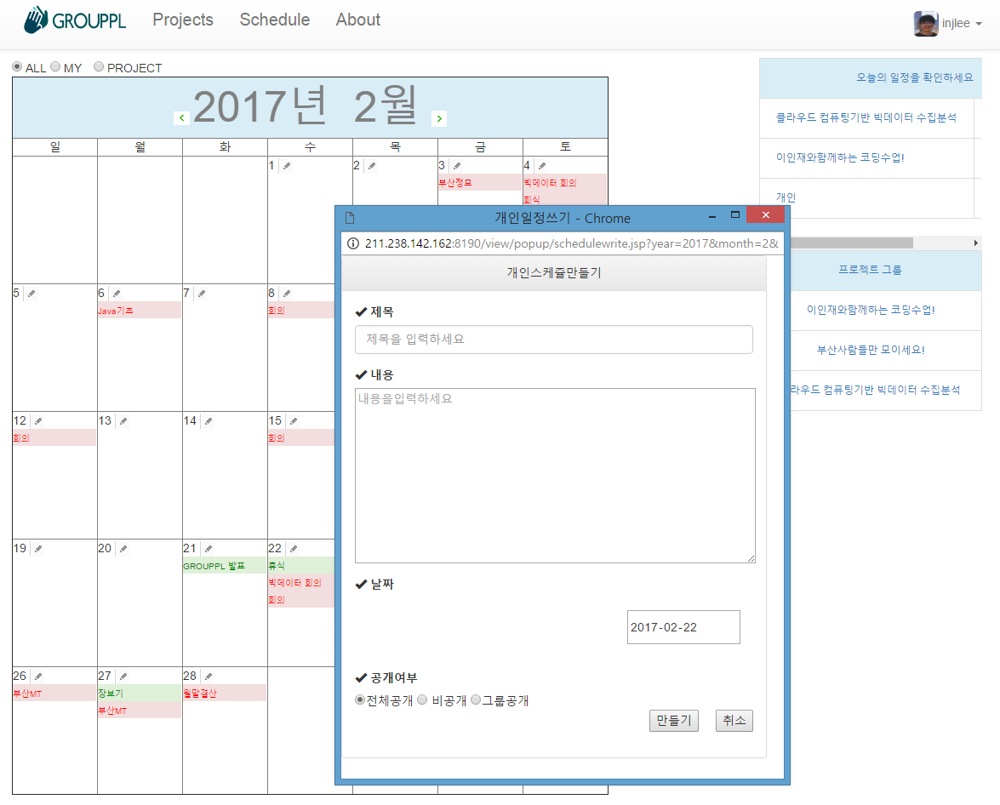 GROUPPL Projects Schedule About injlee
ALL MY PROJECT
2017년 2월
일 월 화 수 목 금 토
1 2 3 4
부산정모 빅데이터 회의
회식
5 6 7 8
Java기초 회의
12 13 14 15
회의 회의
19 20 21 22
GROUPPL 발표 휴식
빅데이터 회의
회의
26 27 28
부산MT 장보기 월말결산
부산MT
오늘의 일정을 확인하세요
클라우드 컴퓨팅기반 빅데이터 수집분석
이인재와함께하는 코딩수업!
개인
프로젝트 그룹
이인재와함께하는 코딩수업!
부산사람들만 모이세요!
라우드 컴퓨팅기반 빅데이터 수집분석
개인일정쓰기 - Chrome
211.238.142.162:8190/view/popup/schedulewrite.jsp?year=2017&month=2&
개인스케쥴만들기
제목
제목을 입력하세요
내용
내용을입력하세요
날짜
2017-02-22
공개여부
전체공개 비공개 그룹공개
만들기 취소